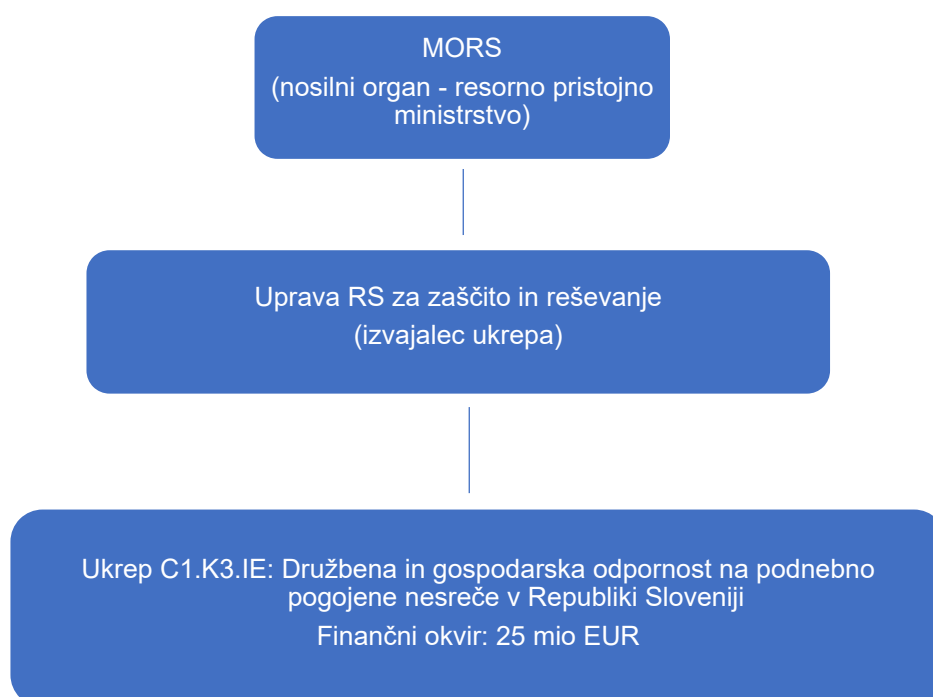 MORS
(nosilni organ - resorno pristojno
ministrstvo)
Uprava RS za zaščito in reševanje
(izvajalec ukrepa)
Ukrep C1.K3.IE: Družbena in gospodarska odpornost na podnebno
pogojene nesreče v Republiki Sloveniji
Finančni okvir: 25 mio EUR